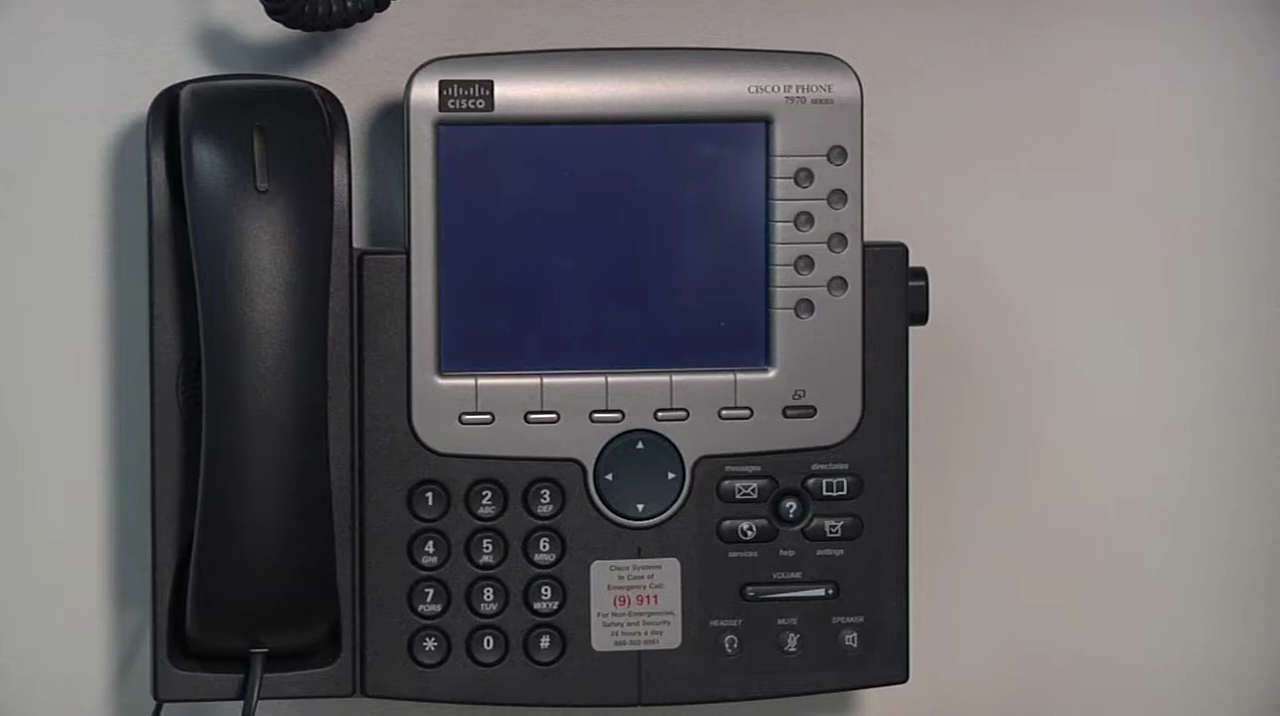 CISCO
CISCO IP PHONE
7970 SERIES
messages
directories
?
services
help
settings
1
2
ABC
3
DEF
4
GHI
5
JKL
6
MNO
7
PQRS
8
TUV
9
WXYZ
*
0
#
Cisco Systems
In Case of
Emergency Call:
(9) 911
For Non-Emergencies,
Safety and Security
24 hours a day
VOLUME
- +
HEADSET
MUTE
SPEAKER